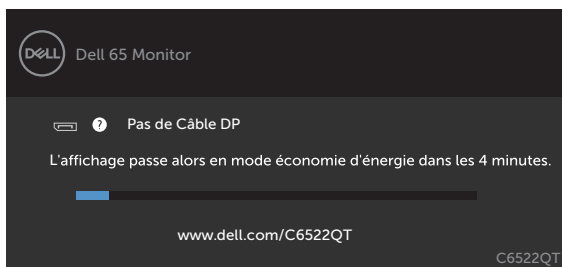 DELL
Dell 65 Monitor
? Pas de Câble DP
L'affichage passe alors en mode économie d'énergie dans les 4 minutes.
www.dell.com/C6522QT
C6522QT